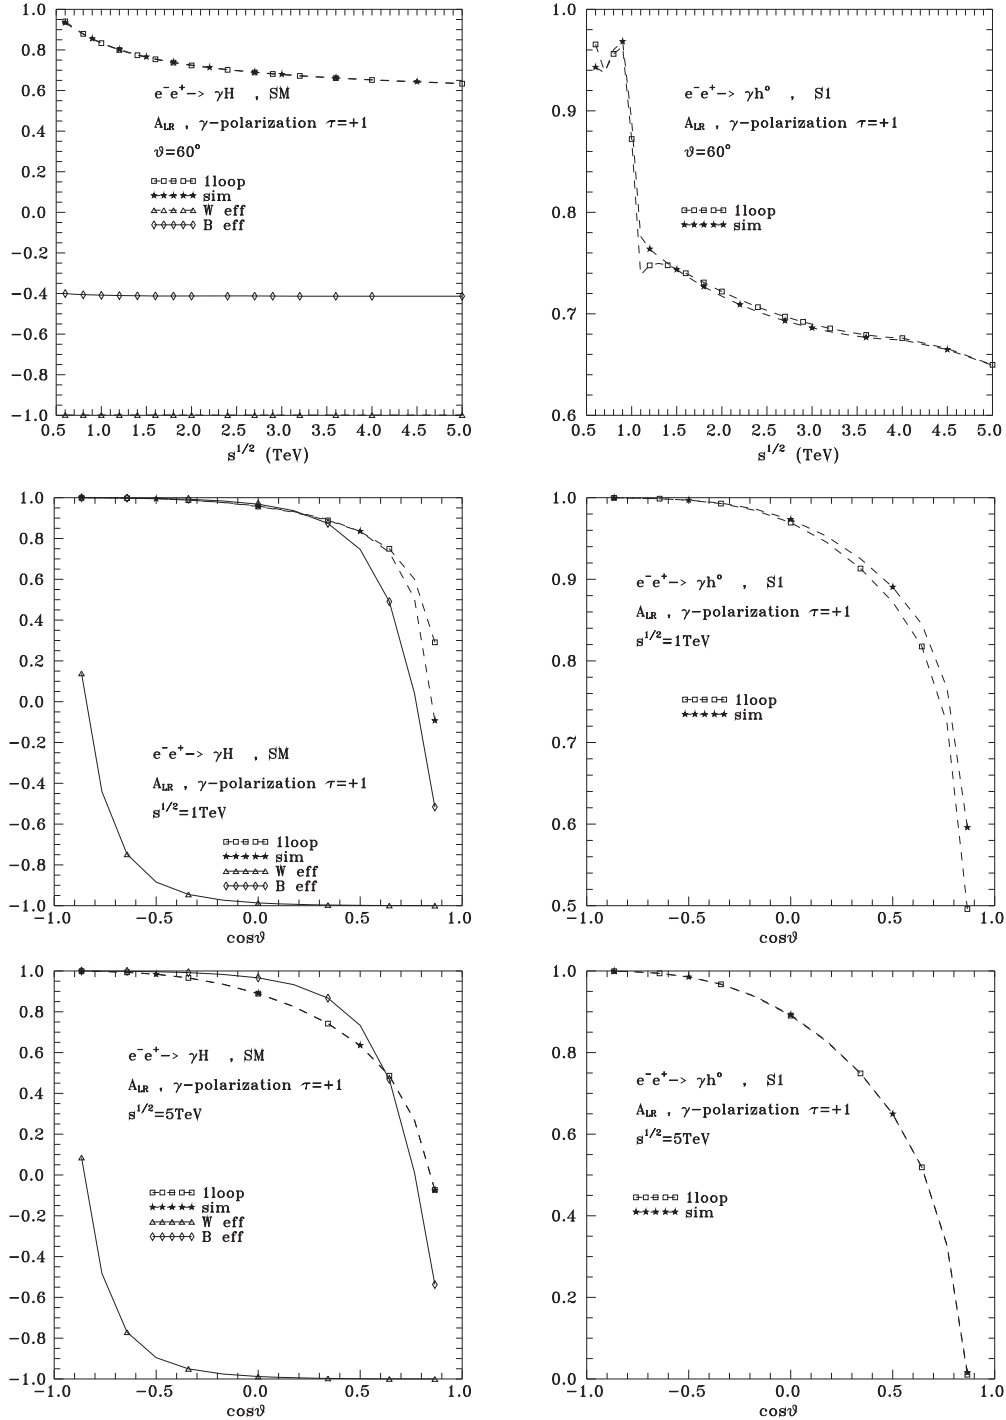 1.0
0.8
0.6
0.4
0.2
0.0
−0.2
−0.4
−0.6
−0.8
−1.0
0.5 1.0 1.5 2.0 2.5 3.0 3.5 4.0 4.5 5.0
s^1/2 (TeV)
e⁻e⁺−> γH , SM
A_LR , γ−polarization τ=+1
ϑ=60°
1loop
sim
W eff
B eff
1.0
0.9
0.8
0.7
0.6
0.5 1.0 1.5 2.0 2.5 3.0 3.5 4.0 4.5 5.0
s^1/2 (TeV)
e⁻e⁺−> γh° , S1
A_LR , γ−polarization τ=+1
ϑ=60°
1loop
sim
1.0
0.8
0.6
0.4
0.2
0.0
−0.2
−0.4
−0.6
−0.8
−1.0
−1.0 −0.5 0.0 0.5 1.0
cosϑ
e⁻e⁺−> γH , SM
A_LR , γ−polarization τ=+1
s^1/2=1TeV
1loop
sim
W eff
B eff
1.0
0.9
0.8
0.7
0.6
0.5
−1.0 −0.5 0.0 0.5 1.0
cosϑ
e⁻e⁺−> γh° , S1
A_LR , γ−polarization τ=+1
s^1/2=1TeV
1loop
sim
1.0
0.8
0.6
0.4
0.2
0.0
−0.2
−0.4
−0.6
−0.8
−1.0
−1.0 −0.5 0.0 0.5 1.0
cosϑ
e⁻e⁺−> γH , SM
A_LR , γ−polarization τ=+1
s^1/2=5TeV
1loop
sim
W eff
B eff
1.0
0.8
0.6
0.4
0.2
0.0
−1.0 −0.5 0.0 0.5 1.0
cosϑ
e⁻e⁺−> γh° , S1
A_LR , γ−polarization τ=+1
s^1/2=5TeV
1loop
sim